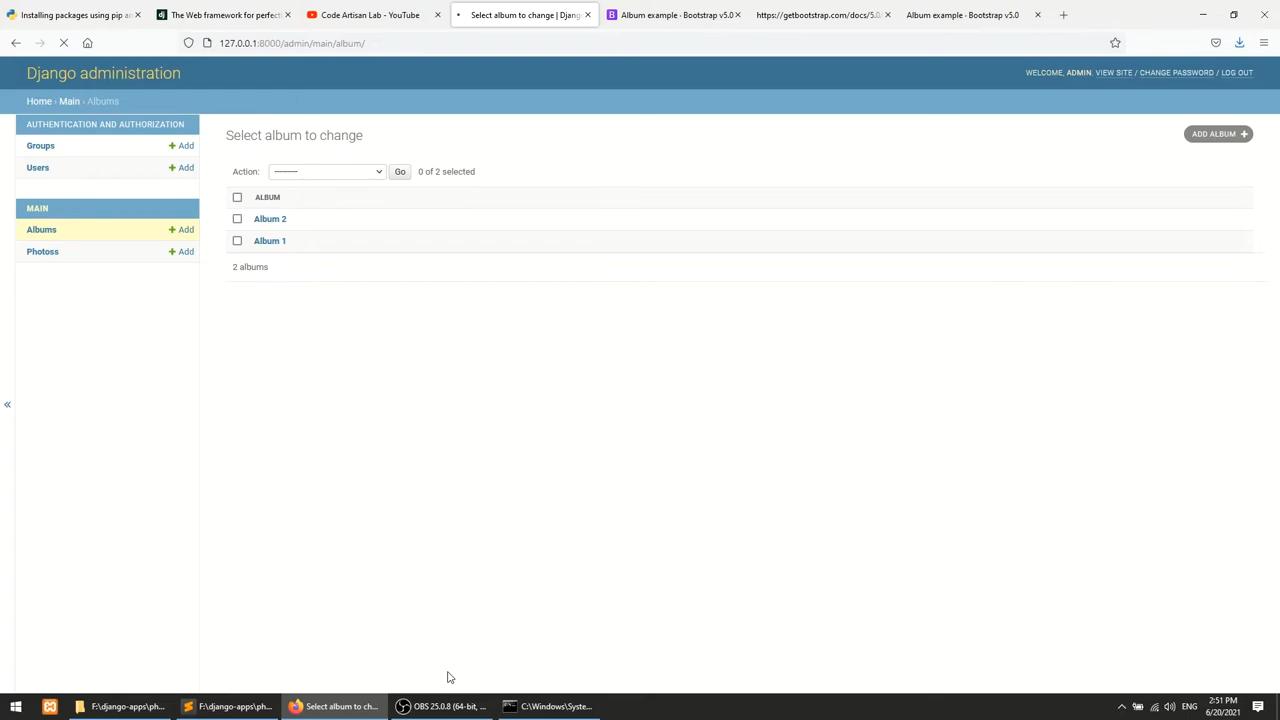 Installing packages using pip an
The Web framework for perfect
Code Artisan Lab - YouTube
Select album to change | Djang
Album example · Bootstrap v5.0
https://getbootstrap.com/docs/5.0
Album example · Bootstrap v5.0
127.0.0.1:8000/admin/main/album/
Django administration
WELCOME, ADMIN. VIEW SITE / CHANGE PASSWORD / LOG OUT
Home › Main › Albums
AUTHENTICATION AND AUTHORIZATION
Groups + Add
Users + Add
MAIN
Albums + Add
Photoss + Add
«
Select album to change
ADD ALBUM +
Action: --------- Go 0 of 2 selected
ALBUM
Album 2
Album 1
2 albums
F:\django-apps\ph...
F:\django-apps\ph...
Select album to ch...
OBS 25.0.8 (64-bit, ...
C:\Windows\Syste...
ENG
2:51 PM
6/20/2021